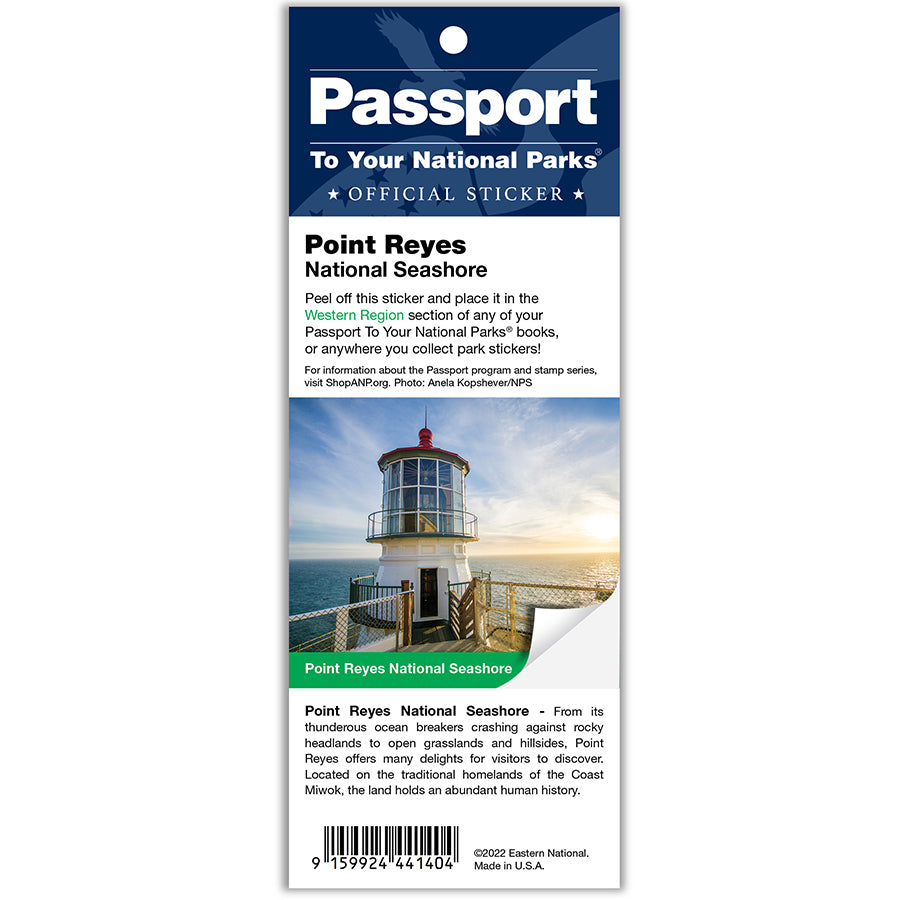 Passport
To Your National Parks®
★ OFFICIAL STICKER ★
Point Reyes
National Seashore
Peel off this sticker and place it in the
Western Region section of any of your
Passport To Your National Parks® books,
or anywhere you collect park stickers!
For information about the Passport program and stamp series,
visit ShopANP.org. Photo: Anela Kopshever/NPS
Point Reyes National Seashore
Point Reyes National Seashore - From its
thunderous ocean breakers crashing against rocky
headlands to open grasslands and hillsides, Point
Reyes offers many delights for visitors to discover.
Located on the traditional homelands of the Coast
Miwok, the land holds an abundant human history.
9 159924 441404
©2022 Eastern National.
Made in U.S.A.